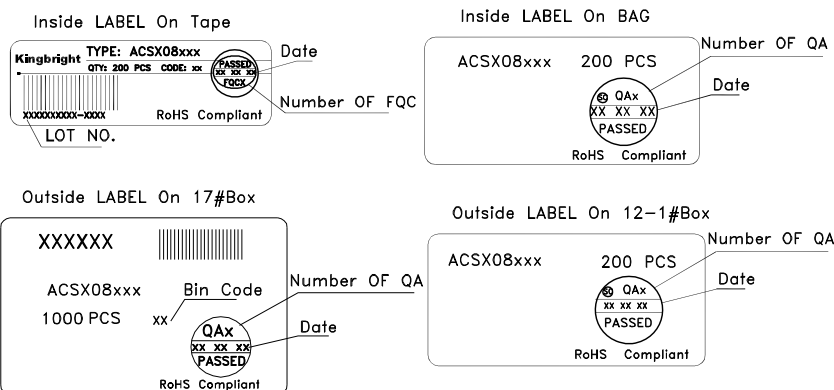 Inside LABEL On Tape
Kingbright
TYPE: ACSX08xxx
QTY: 200 PCS CODE: xx
PASSED
xx xx xx
FQCX
Date
Number OF FQC
XXXXXXXXXX-XXXX
RoHS Compliant
LOT NO.
Inside LABEL On BAG
ACSX08xxx 200 PCS
Number OF QA
QAx
XX XX XX
PASSED
Date
RoHS Compliant
Outside LABEL On 17#Box
XXXXXX
ACSX08xxx
Bin Code
1000 PCS
xx
Number OF QA
QAx
xx xx xx
PASSED
Date
RoHS Compliant
Outside LABEL On 12-1#Box
ACSX08xxx 200 PCS
Number OF QA
QAx
xx xx xx
PASSED
Date
RoHS Compliant